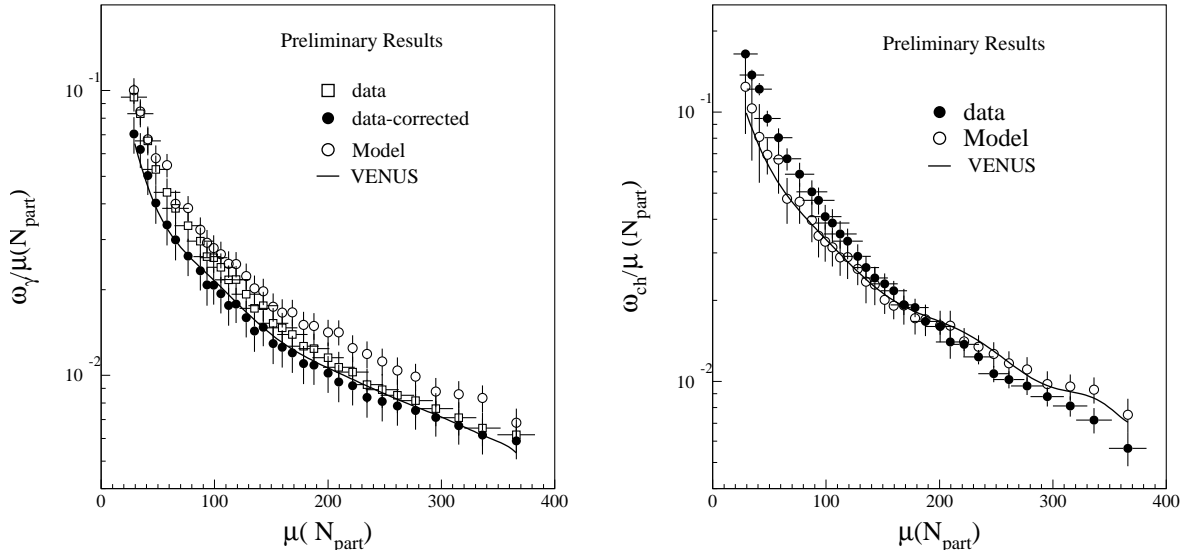 Preliminary Results
data
data-corrected
Model
VENUS
ω_γ/μ(N_part)
10⁻¹
10⁻²
0 100 200 300 400
μ( N_part)
Preliminary Results
data
Model
VENUS
ω_ch/μ (N_part)
10⁻¹
10⁻²
0 100 200 300 400
μ(N_part)